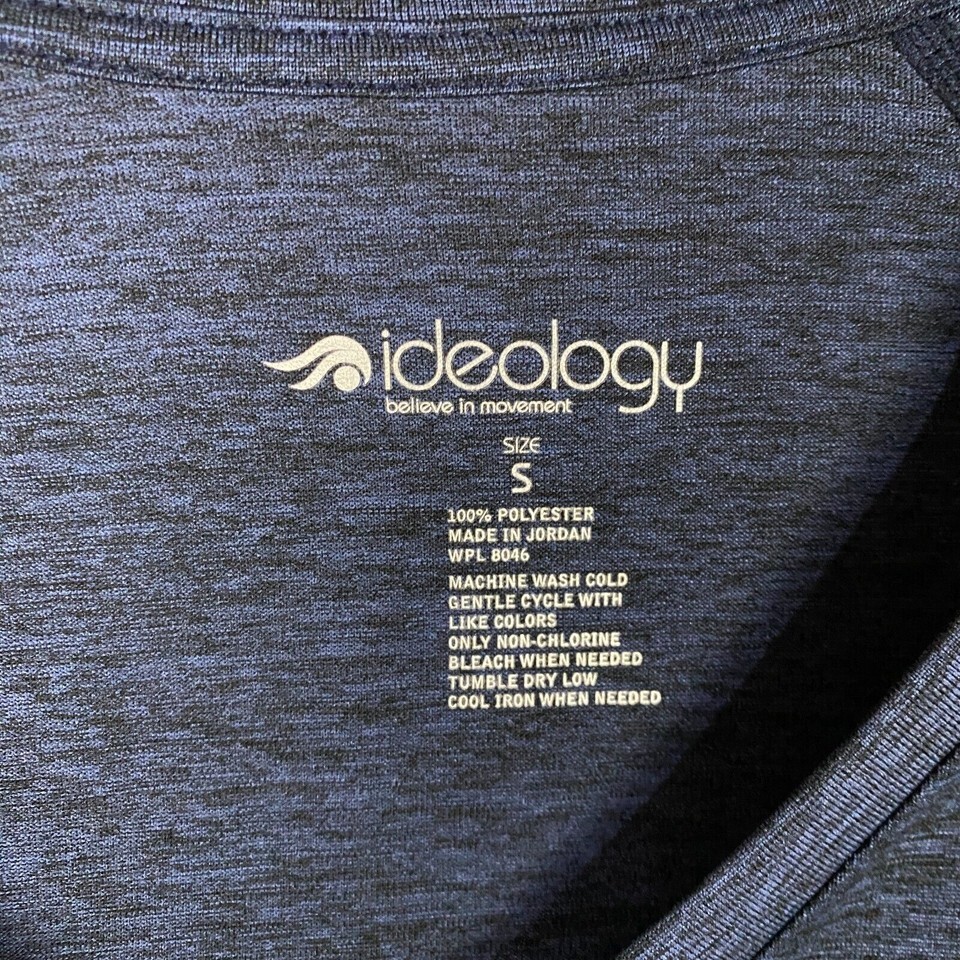 ideology
believe in movement
SIZE
S
100% POLYESTER
MADE IN JORDAN
WPL 8046
MACHINE WASH COLD
GENTLE CYCLE WITH
LIKE COLORS
ONLY NON-CHLORINE
BLEACH WHEN NEEDED
TUMBLE DRY LOW
COOL IRON WHEN NEEDED